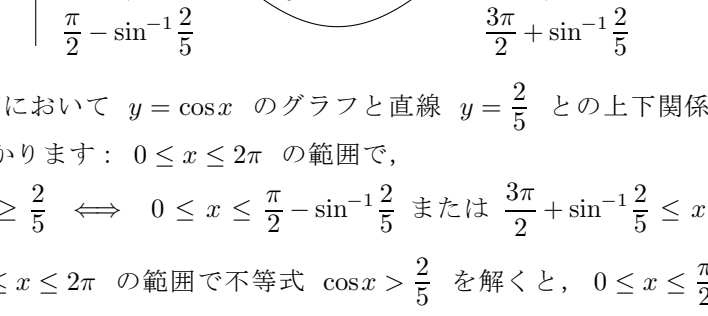 π/2 − sin⁻¹ 2/5 3π/2 + sin⁻¹ 2/5
において y = cos x のグラフと直線 y = 2/5 との上下関係
かります： 0 ≤ x ≤ 2π の範囲で，
≥ 2/5 ⟺ 0 ≤ x ≤ π/2 − sin⁻¹ 2/5 または 3π/2 + sin⁻¹ 2/5 ≤ x
≤ x ≤ 2π の範囲で不等式 cos x > 2/5 を解くと， 0 ≤ x ≤ π/2